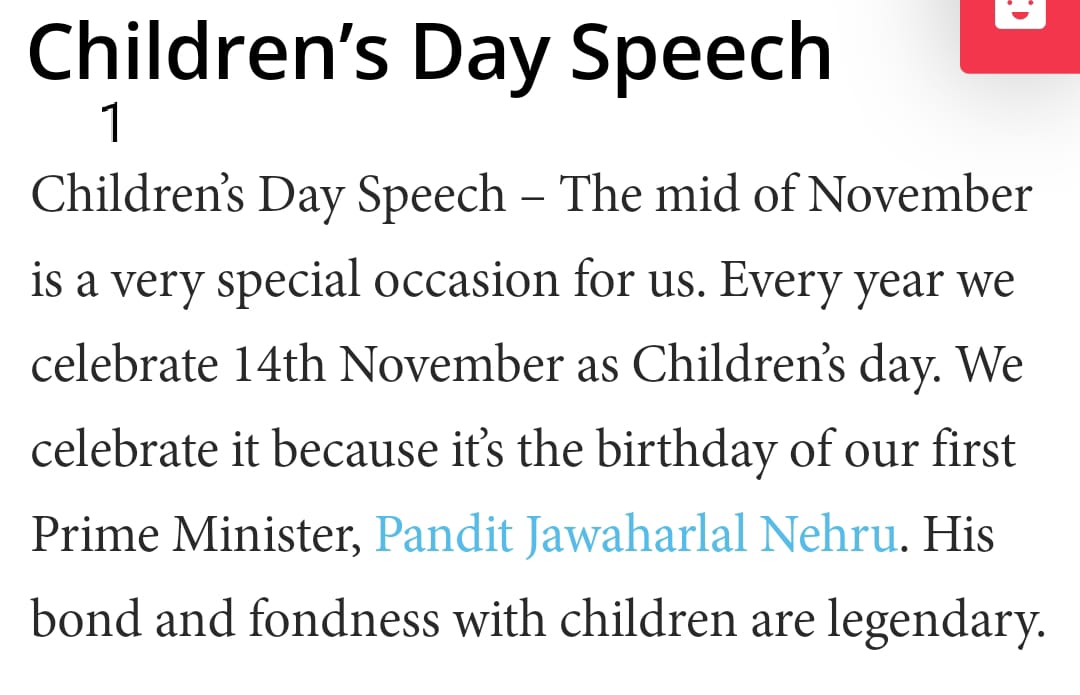 Children’s Day Speech
1
Children’s Day Speech – The mid of November
is a very special occasion for us. Every year we
celebrate 14th November as Children’s day. We
celebrate it because it’s the birthday of our first
Prime Minister, Pandit Jawaharlal Nehru. His
bond and fondness with children are legendary.